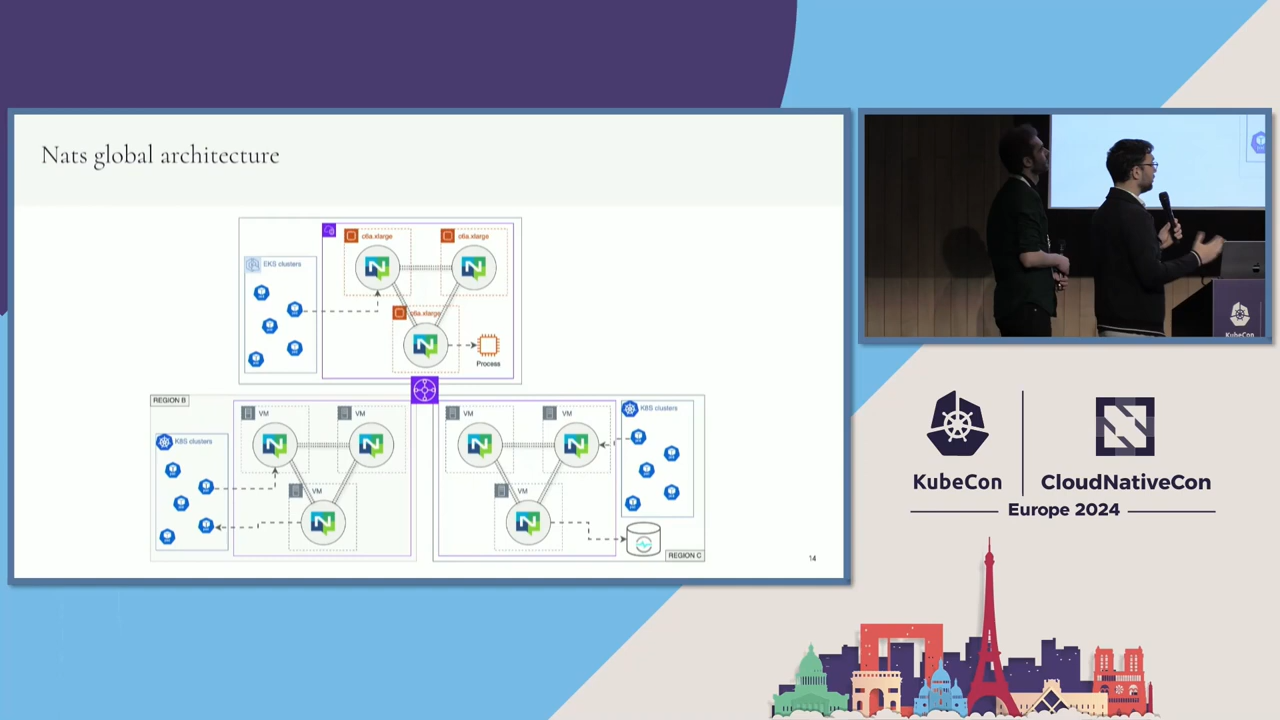 Nats global architecture
c6a.xlarge
c6a.xlarge
EKS clusters
c6a.xlarge
Process
REGION B
VM
VM
K8S clusters
VM
VM
VM
K8S clusters
VM
REGION C
14
KubeCon
KubeCon
CloudNativeCon
Europe 2024